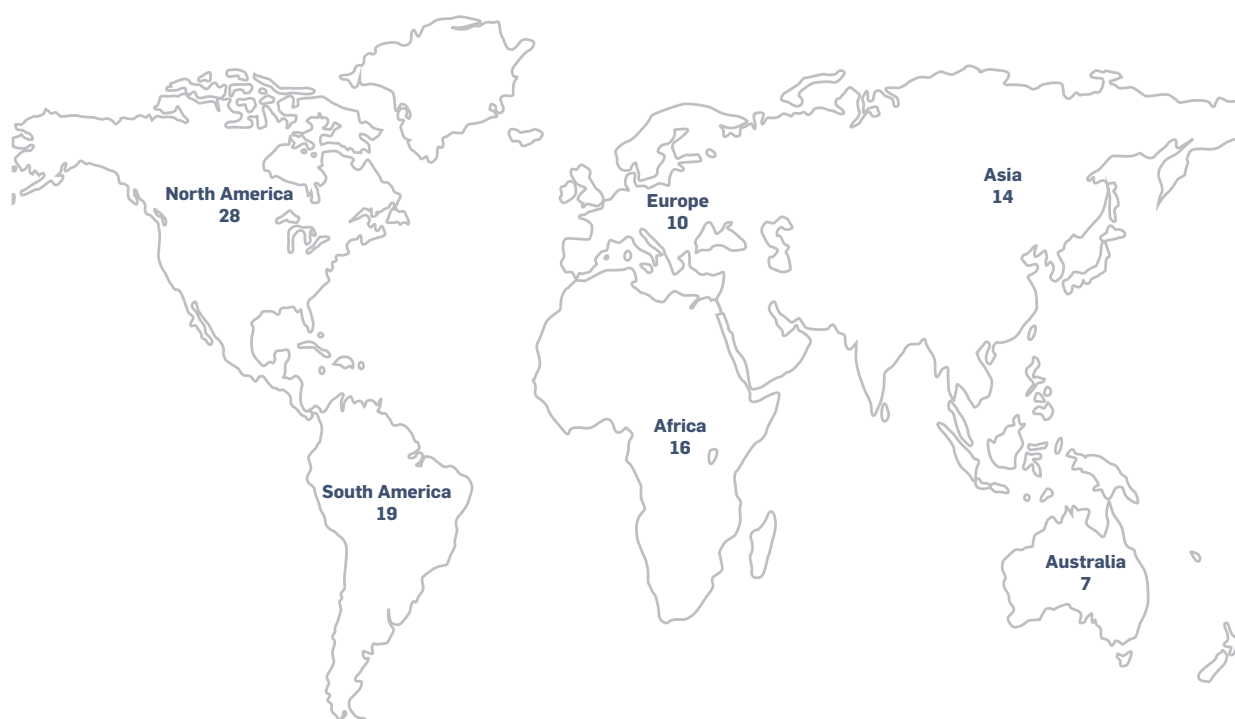 North America
28
Europe
10
Asia
14
Africa
16
South America
19
Australia
7